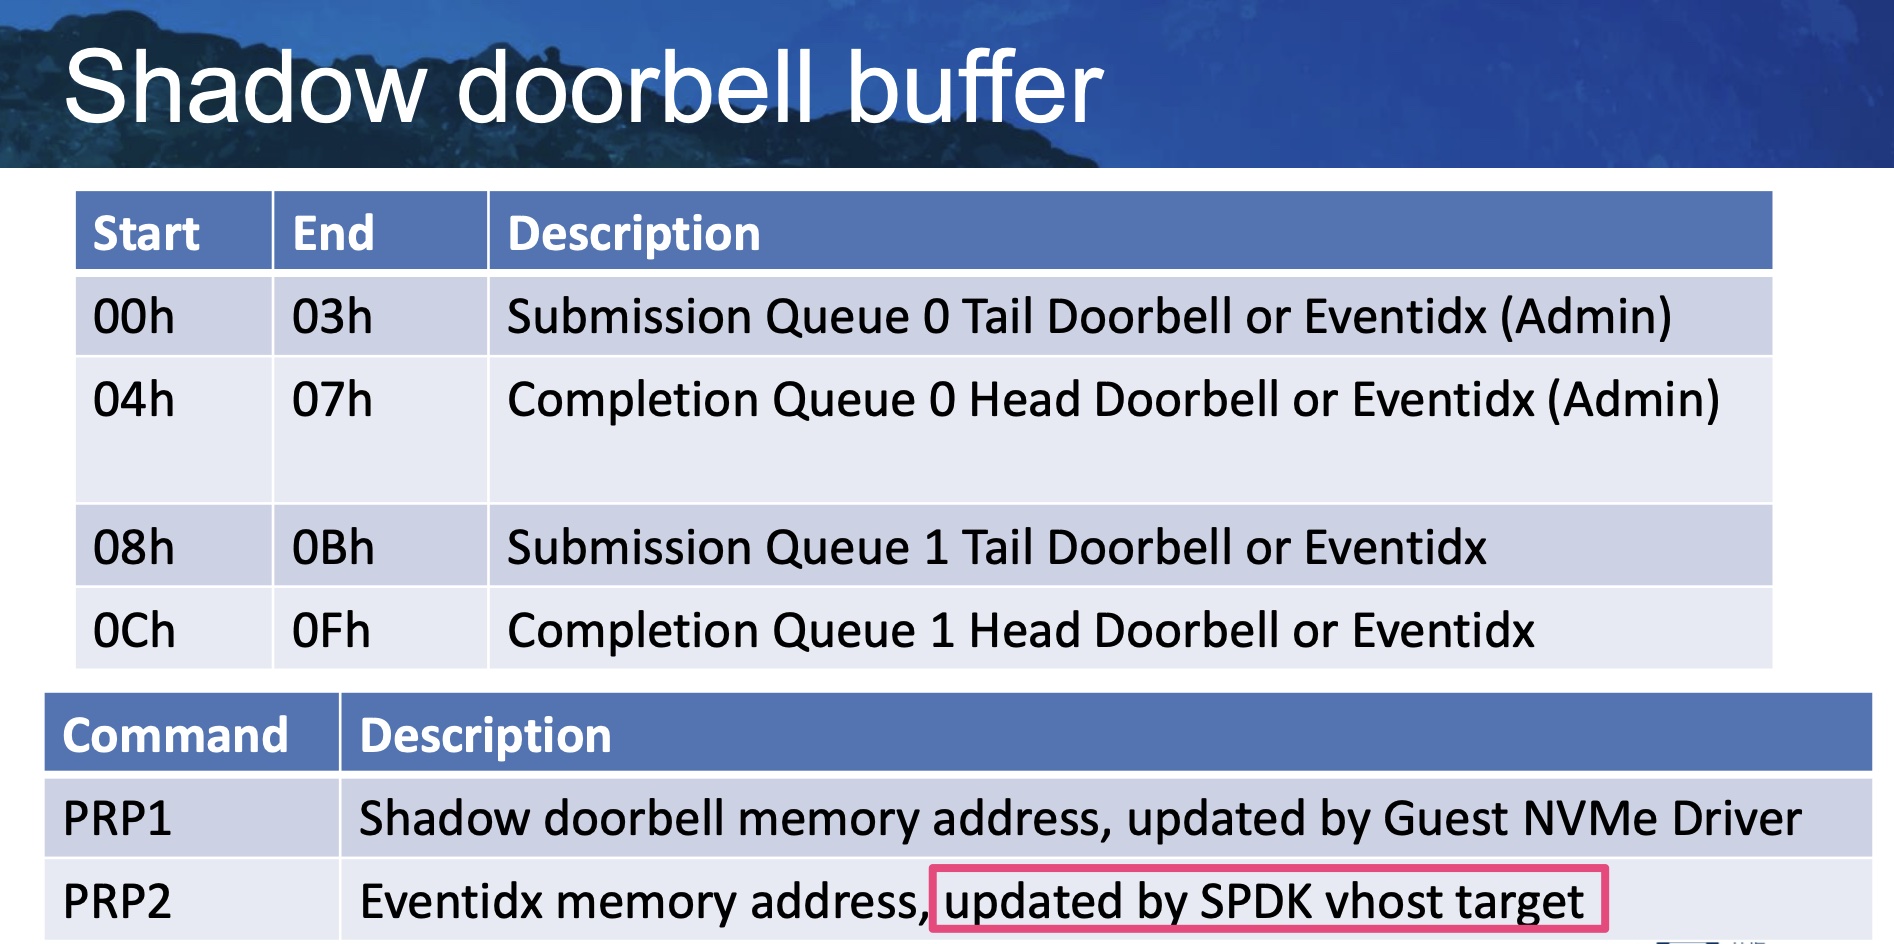 Shadow doorbell buffer
Start End Description
00h 03h Submission Queue 0 Tail Doorbell or Eventidx (Admin)
04h 07h Completion Queue 0 Head Doorbell or Eventidx (Admin)
08h 0Bh Submission Queue 1 Tail Doorbell or Eventidx
0Ch 0Fh Completion Queue 1 Head Doorbell or Eventidx
Command Description
PRP1 Shadow doorbell memory address, updated by Guest NVMe Driver
PRP2 Eventidx memory address, updated by SPDK vhost target